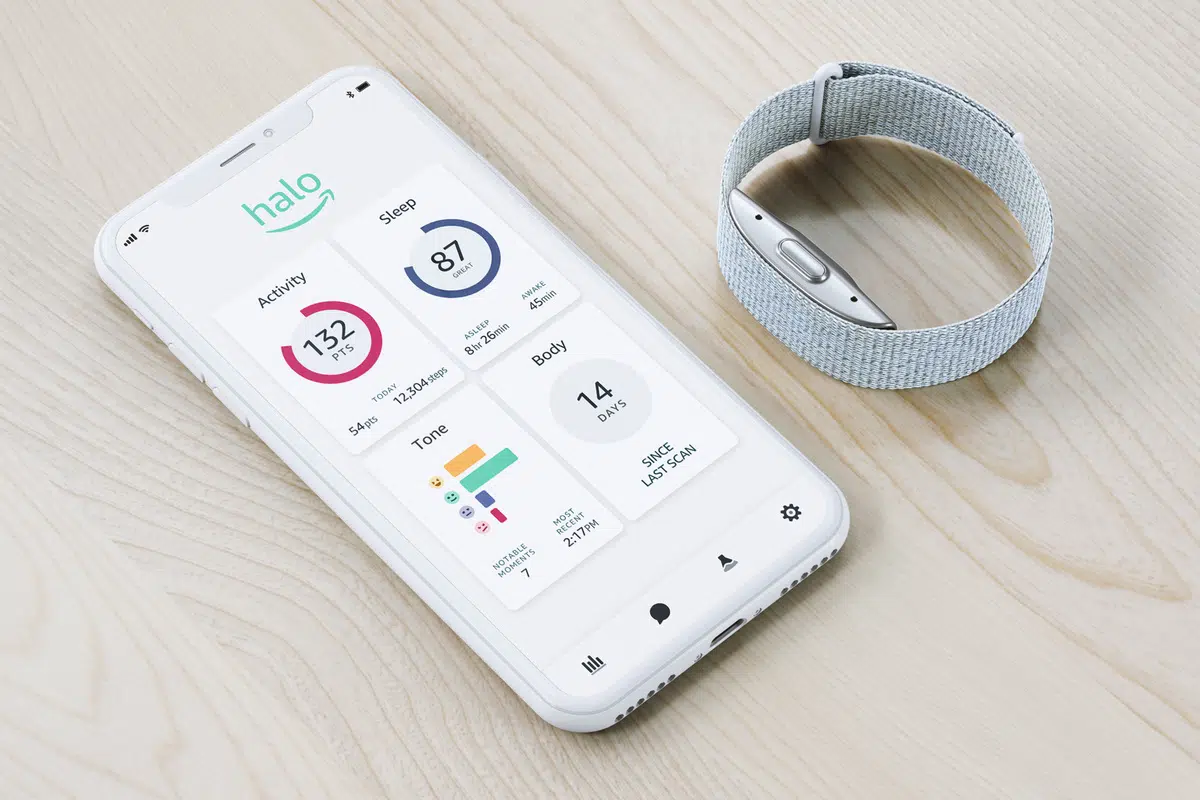 halo
Activity
132
PTS
TODAY
54pts
12,304 steps
Sleep
87
GREAT
ASLEEP
8hr 26min
AWAKE
45min
Tone
NOTABLE
MOMENTS
7
MOST
RECENT
2:17PM
Body
14
DAYS
SINCE
LAST SCAN